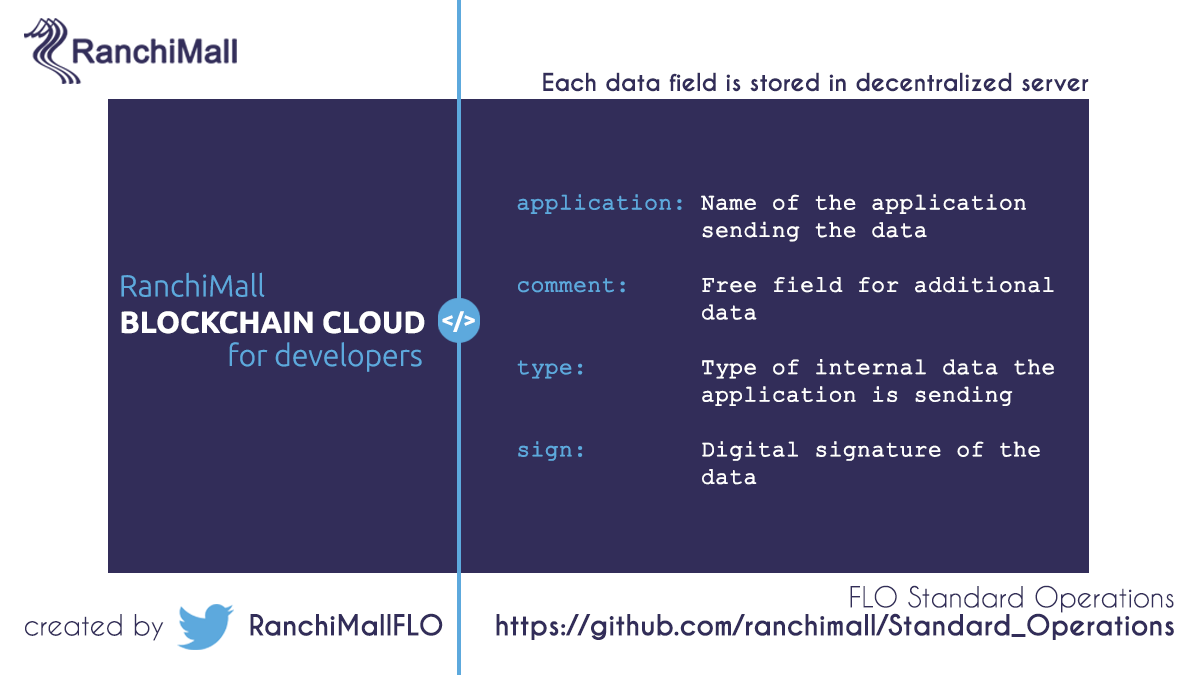 RanchiMall
Each data field is stored in decentralized server
RanchiMall
BLOCKCHAIN CLOUD
for developers
</>
application: Name of the application
sending the data
comment: Free field for additional
data
type: Type of internal data the
application is sending
sign: Digital signature of the
data
FLO Standard Operations
created by RanchiMallFLO
https://github.com/ranchimall/Standard_Operations